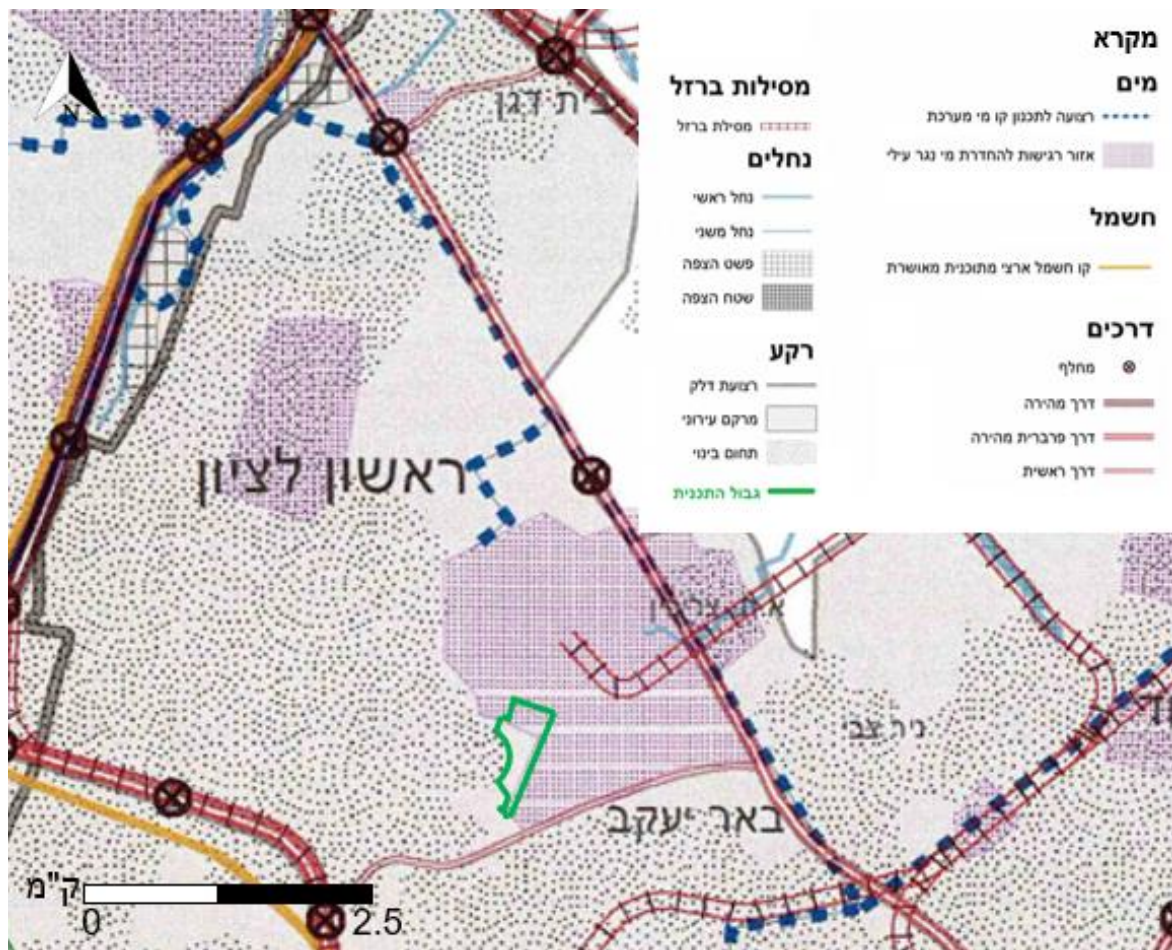 מקרא
מים
רצועה לתכנון קו מי מערכת
אזור רגישות להחדרת מי נגר עילי
חשמל
קו חשמל ארצי מתוכנית מאושרת
דרכים
מחלף
דרך מהירה
דרך פרברית מהירה
דרך ראשית
מסילות ברזל
מסילת ברזל
נחלים
נחל ראשי
נחל משני
פשט הצפה
שטח הצפה
רקע
רצועת דלק
מרקם עירוני
תחום בינוי
גבול התכנית
N
בית דגן
ראשון לציון
ניר צבי
באר יעקב
ק"מ
0 2.5